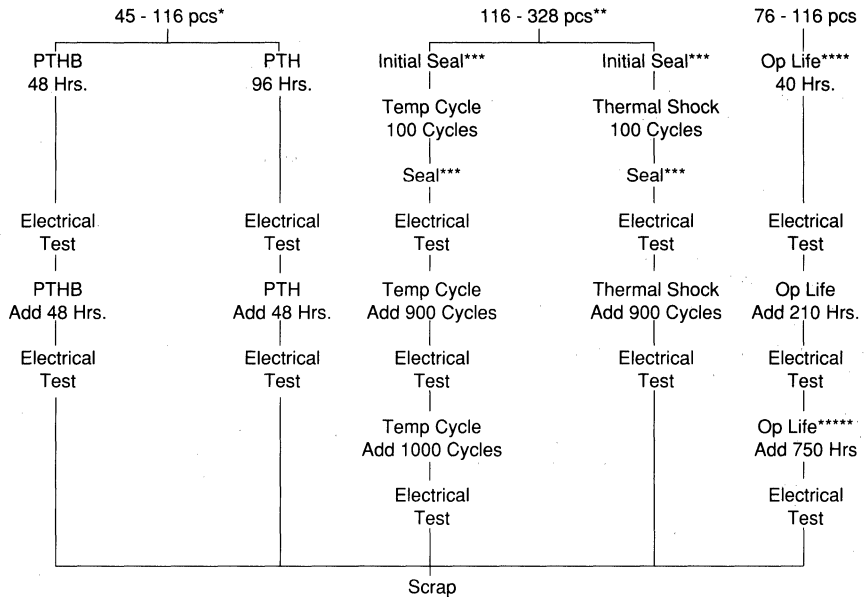 45 - 116 pcs*
116 - 328 pcs**
76 - 116 pcs
PTHB
48 Hrs.
PTH
96 Hrs.
Initial Seal***
Initial Seal***
Op Life****
40 Hrs.
Temp Cycle
100 Cycles
Thermal Shock
100 Cycles
Seal***
Seal***
Electrical
Test
Electrical
Test
Electrical
Test
Electrical
Test
Electrical
Test
PTHB
Add 48 Hrs.
PTH
Add 48 Hrs.
Temp Cycle
Add 900 Cycles
Thermal Shock
Add 900 Cycles
Op Life
Add 210 Hrs.
Electrical
Test
Electrical
Test
Electrical
Test
Electrical
Test
Electrical
Test
Temp Cycle
Add 1000 Cycles
Op Life*****
Add 750 Hrs
Electrical
Test
Electrical
Test
Scrap